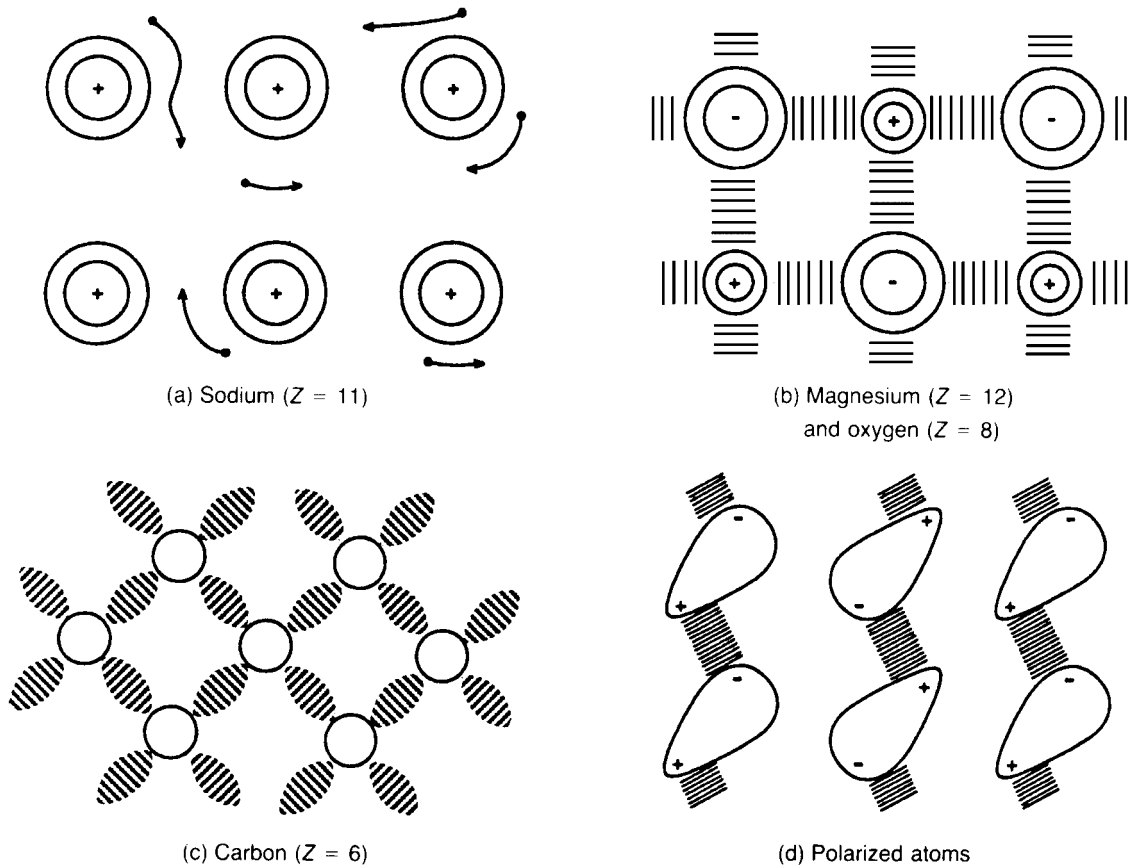 (a) Sodium (Z = 11)
(b) Magnesium (Z = 12)
and oxygen (Z = 8)
(c) Carbon (Z = 6)
(d) Polarized atoms